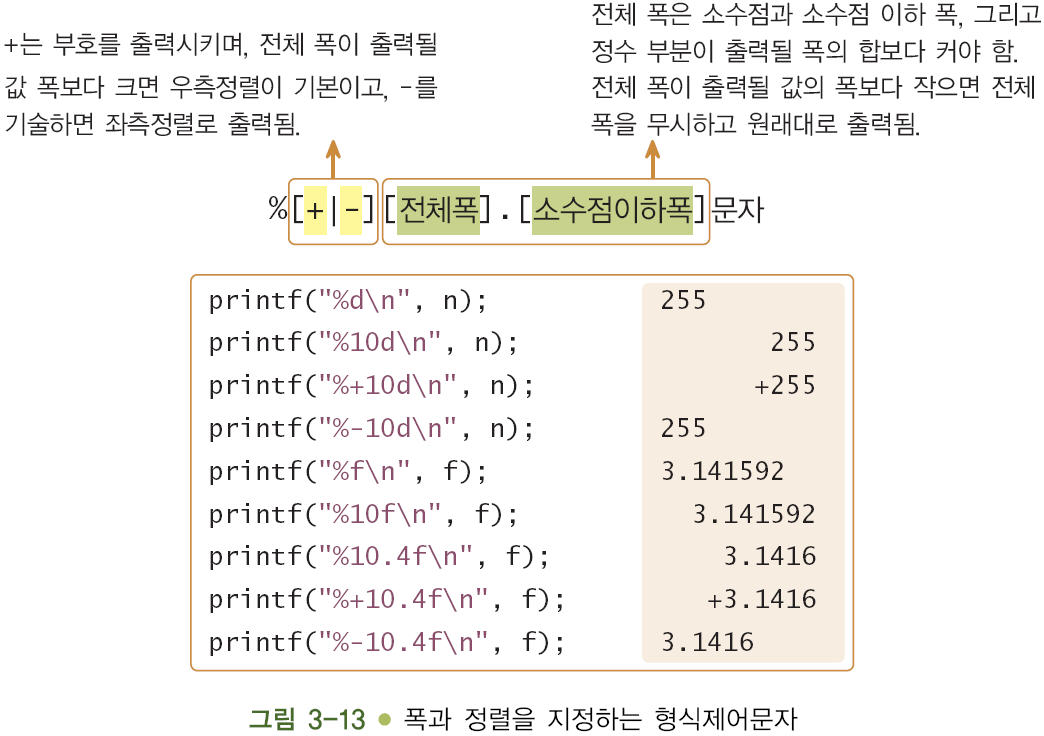 +는 부호를 출력시키며, 전체 폭이 출력될
값 폭보다 크면 우측정렬이 기본이고, -를
기술하면 좌측정렬로 출력됨.
전체 폭은 소수점과 소수점 이하 폭, 그리고
정수 부분이 출력될 폭의 합보다 커야 함.
전체 폭이 출력될 값의 폭보다 작으면 전체
폭을 무시하고 원래대로 출력됨.
%[+|-][전체폭].[소수점이하폭]문자
printf("%d\n", n); 255
printf("%10d\n", n); 255
printf("%+10d\n", n); +255
printf("%-10d\n", n); 255
printf("%f\n", f); 3.141592
printf("%10f\n", f); 3.141592
printf("%10.4f\n", f); 3.1416
printf("%+10.4f\n", f); +3.1416
printf("%-10.4f\n", f); 3.1416
그림 3-13 ● 폭과 정렬을 지정하는 형식제어문자